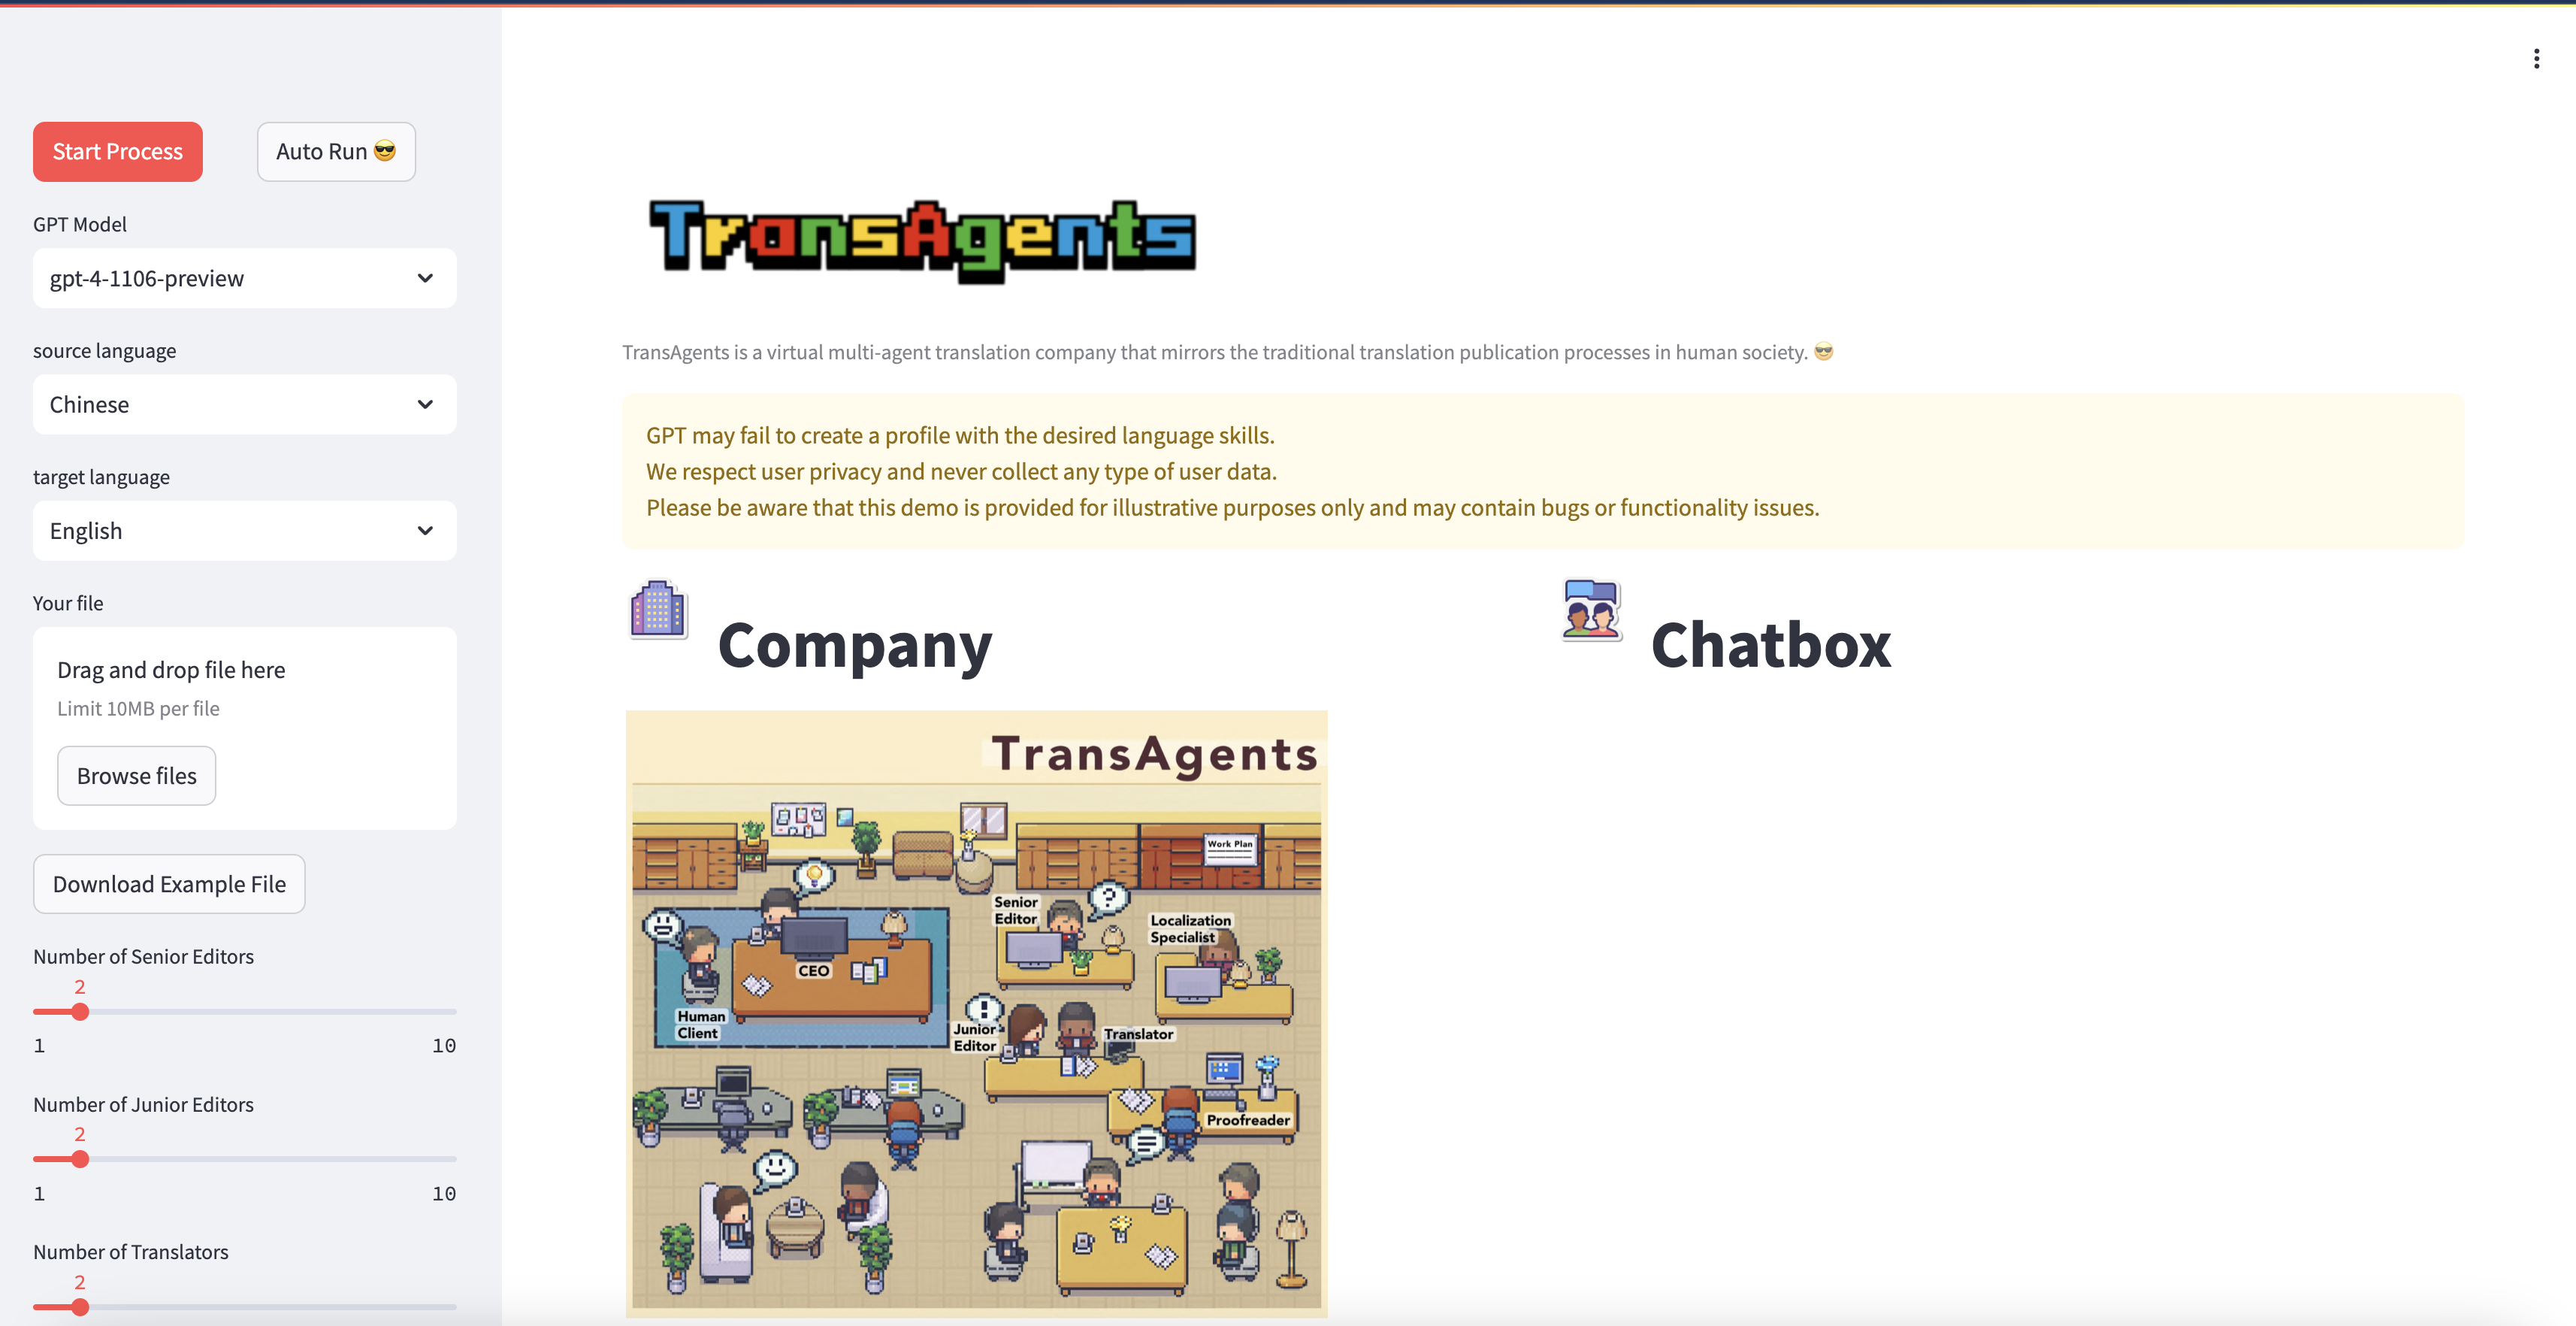 Start Process
Auto Run
GPT Model
gpt-4-1106-preview
source language
Chinese
target language
English
Your file
Drag and drop file here
Limit 10MB per file
Browse files
Download Example File
Number of Senior Editors
2
1
10
Number of Junior Editors
2
1
10
Number of Translators
2
TransAgents
TransAgents is a virtual multi-agent translation company that mirrors the traditional translation publication processes in human society.
GPT may fail to create a profile with the desired language skills.
We respect user privacy and never collect any type of user data.
Please be aware that this demo is provided for illustrative purposes only and may contain bugs or functionality issues.
Company
TransAgents
Work Plan
Senior
Editor
?
Localization
Specialist
CEO
Human
Client
!
Junior
Editor
Translator
Proofreader
Chatbox